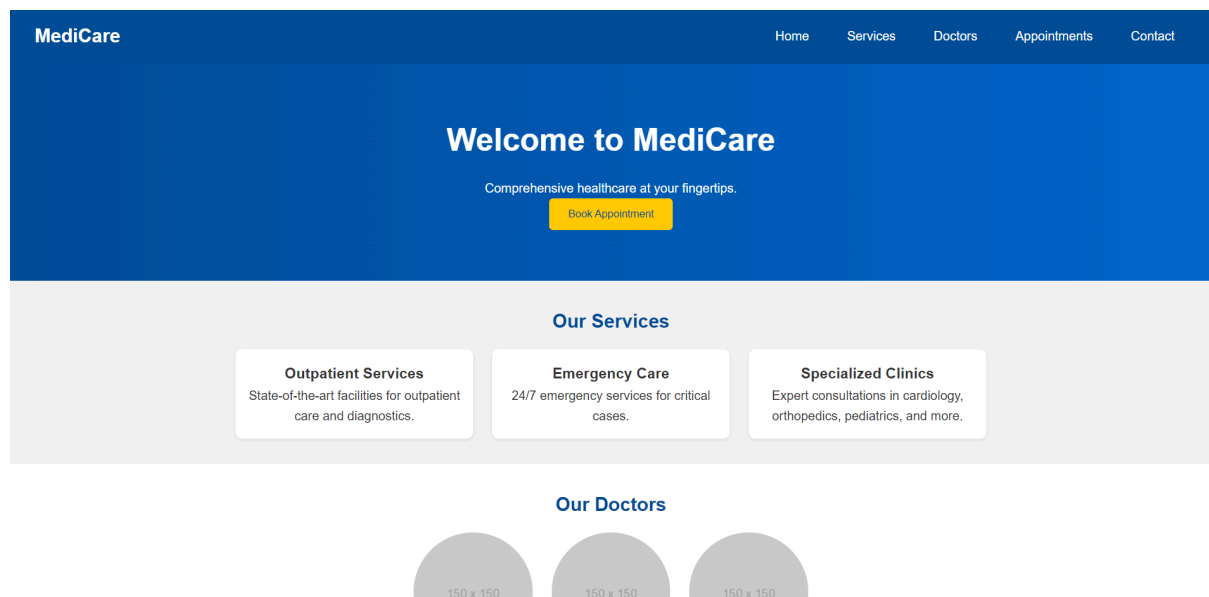 MediCare
Home Services Doctors Appointments Contact
Welcome to MediCare
Comprehensive healthcare at your fingertips.
Book Appointment
Our Services
Outpatient Services
State-of-the-art facilities for outpatient
care and diagnostics.
Emergency Care
24/7 emergency services for critical
cases.
Specialized Clinics
Expert consultations in cardiology,
orthopedics, pediatrics, and more.
Our Doctors
150 x 150
150 x 150
150 x 150